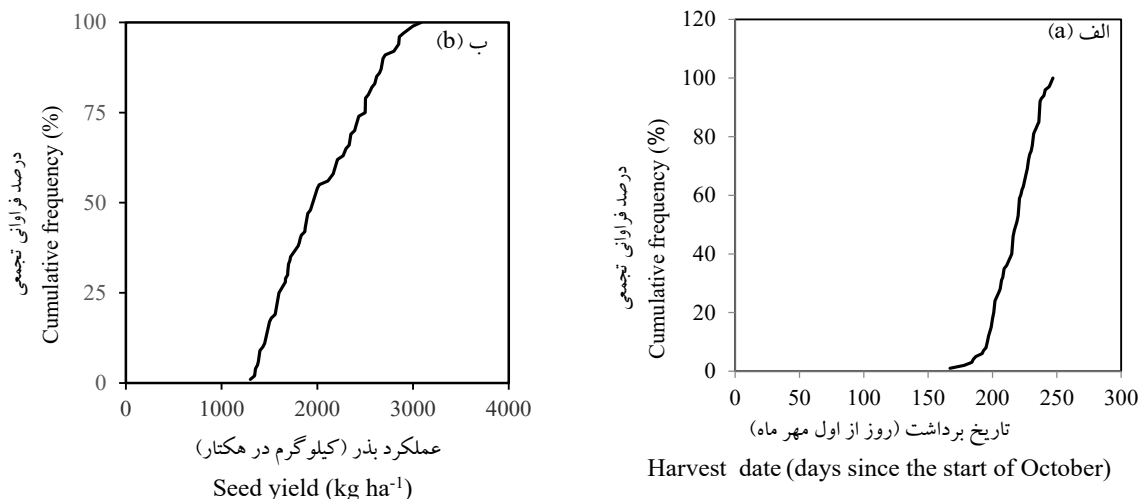 ب (b)
100
75
50
25
0
درصد فراوانی تجمعی
Cumulative frequency (%)
0 1000 2000 3000 4000
عملکرد بذر (کیلوگرم در هکتار)
Seed yield (kg ha-1)
الف (a)
120
100
80
60
40
20
0
درصد فراوانی تجمعی
Cumulative frequency (%)
0 50 100 150 200 250 300
تاریخ برداشت (روز از اول مهر ماه)
Harvest date (days since the start of October)